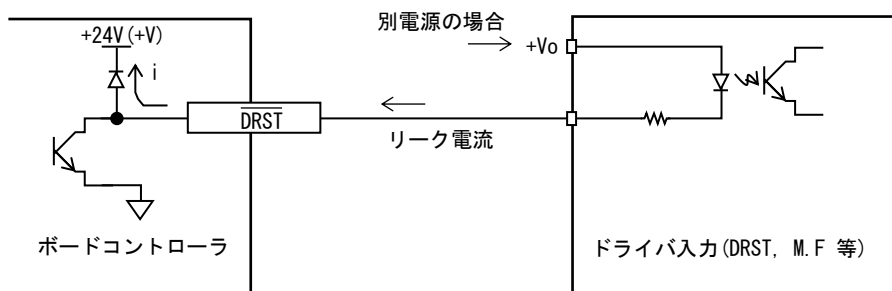 別電源の場合
+24V(+V)
+Vo
i
DRST
リーク電流
ボードコントローラ
ドライバ入力(DRST, M.F 等)